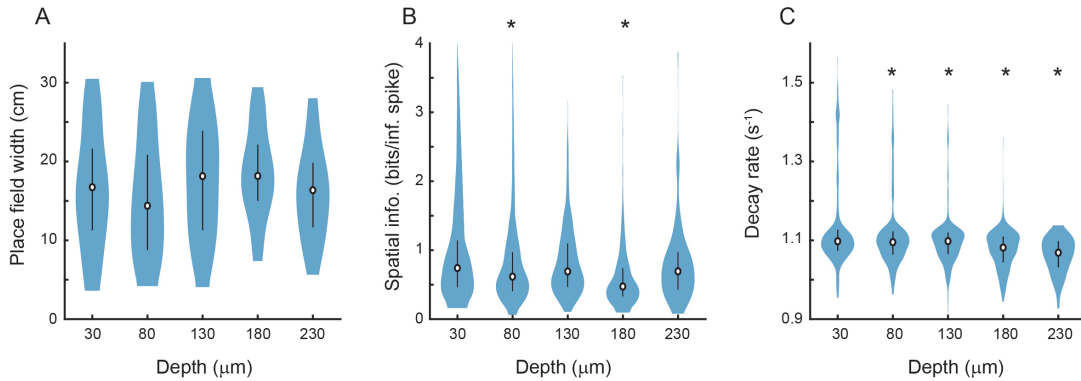 A
Place field width (cm)
30
20
10
0
30 80 130 180 230
Depth (μm)
B
* *
Spatial info. (bits/inf. spike)
4
3
2
1
0
30 80 130 180 230
Depth (μm)
C
* * * *
Decay rate (s⁻¹)
1.5
1.3
1.1
0.9
30 80 130 180 230
Depth (μm)